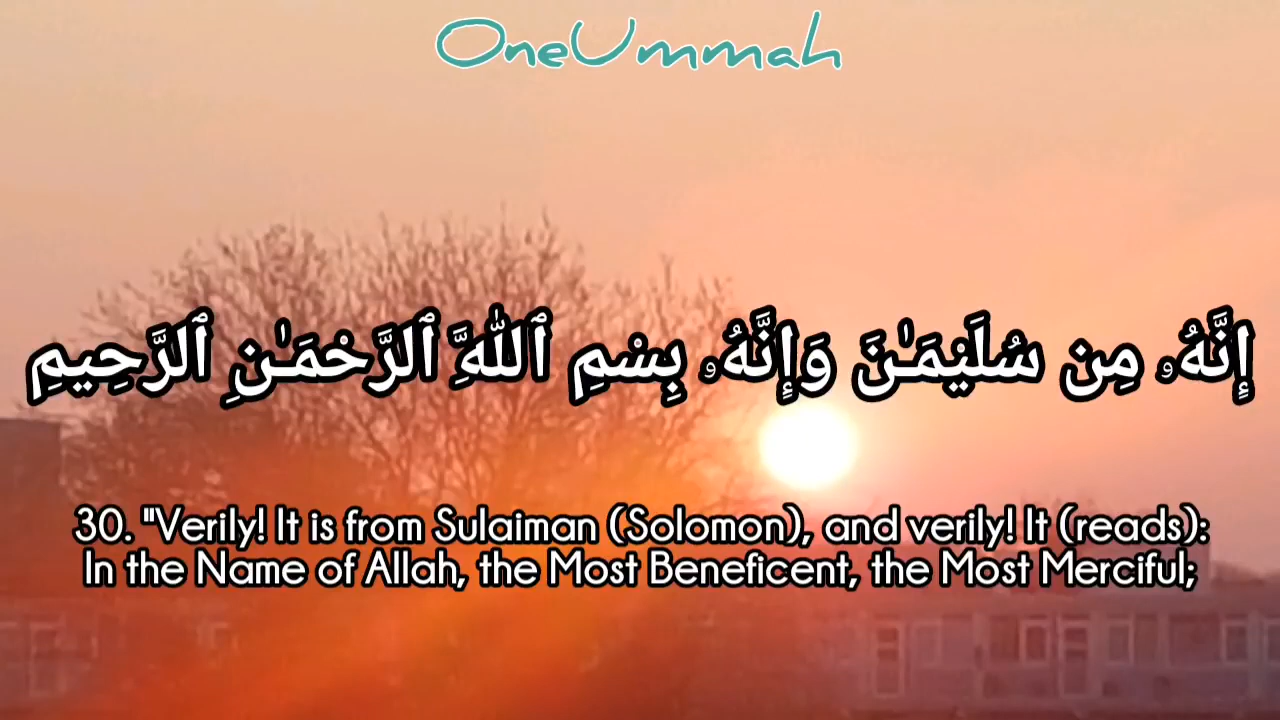 OneUmmah
إِنَّهُۥ مِن سُلَيْمَـٰنَ وَإِنَّهُۥ بِسْمِ ٱللَّهِ ٱلرَّحْمَـٰنِ ٱلرَّحِيمِ
30. "Verily! It is from Sulaiman (Solomon), and verily! It (reads):
In the Name of Allah, the Most Beneficent, the Most Merciful;